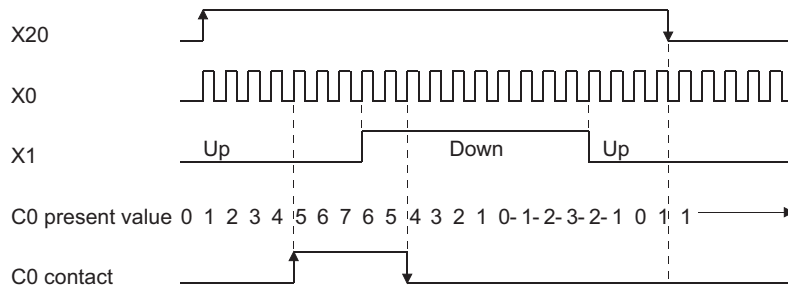 X20
X0
X1 Up Down Up
C0 present value 0 1 2 3 4 5 6 7 6 5 4 3 2 1 0- 1- 2- 3- 2- 1 0 1 1
C0 contact